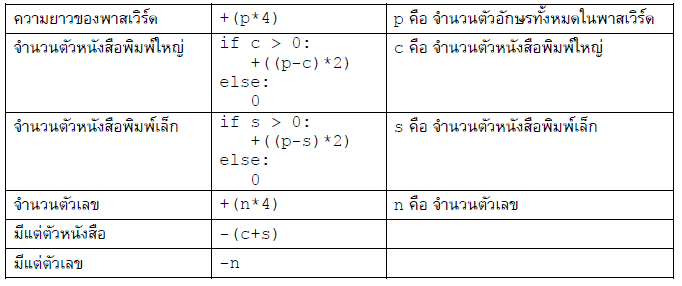 ความยาวของพาสเวิร์ด +(p*4) p คือ จำนวนตัวอักษรทั้งหมดในพาสเวิร์ด
จำนวนตัวหนังสือพิมพ์ใหญ่ if c > 0: c คือ จำนวนตัวหนังสือพิมพ์ใหญ่
+((p-c)*2)
else:
0
จำนวนตัวหนังสือพิมพ์เล็ก if s > 0: s คือ จำนวนตัวหนังสือพิมพ์เล็ก
+((p-s)*2)
else:
0
จำนวนตัวเลข +(n*4) n คือ จำนวนตัวเลข
มีแต่ตัวหนังสือ -(c+s)
มีแต่ตัวเลข -n